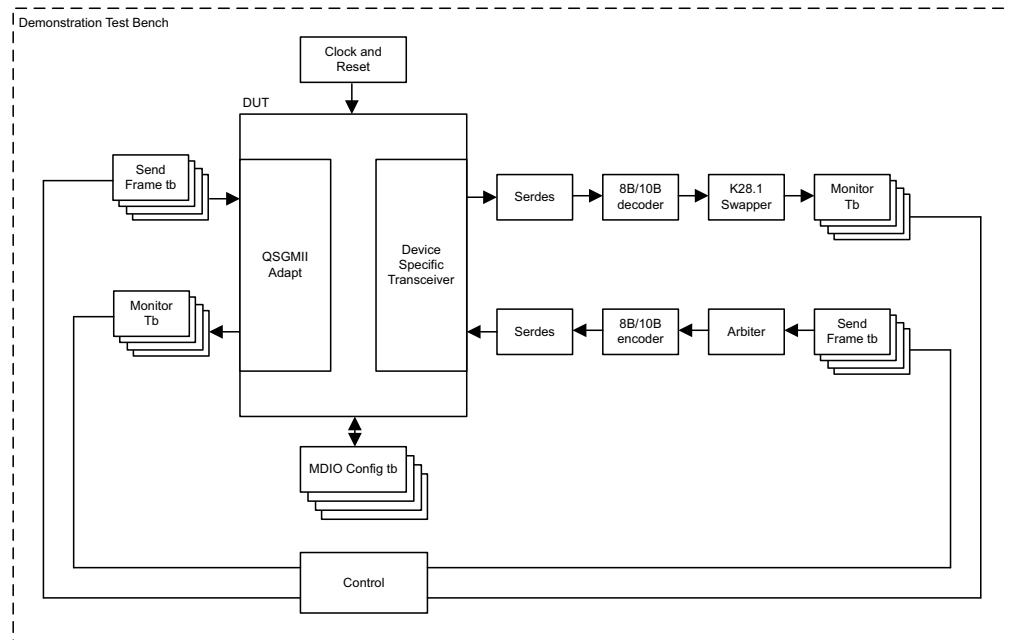 Demonstration Test Bench
Clock and
Reset
DUT
Send
Frame tb
QSGMII
Adapt
Device
Specific
Transceiver
Serdes
8B/10B
decoder
K28.1
Swapper
Monitor
Tb
Monitor
Tb
Serdes
8B/10B
encoder
Arbiter
Send
Frame tb
MDIO Config tb
Control